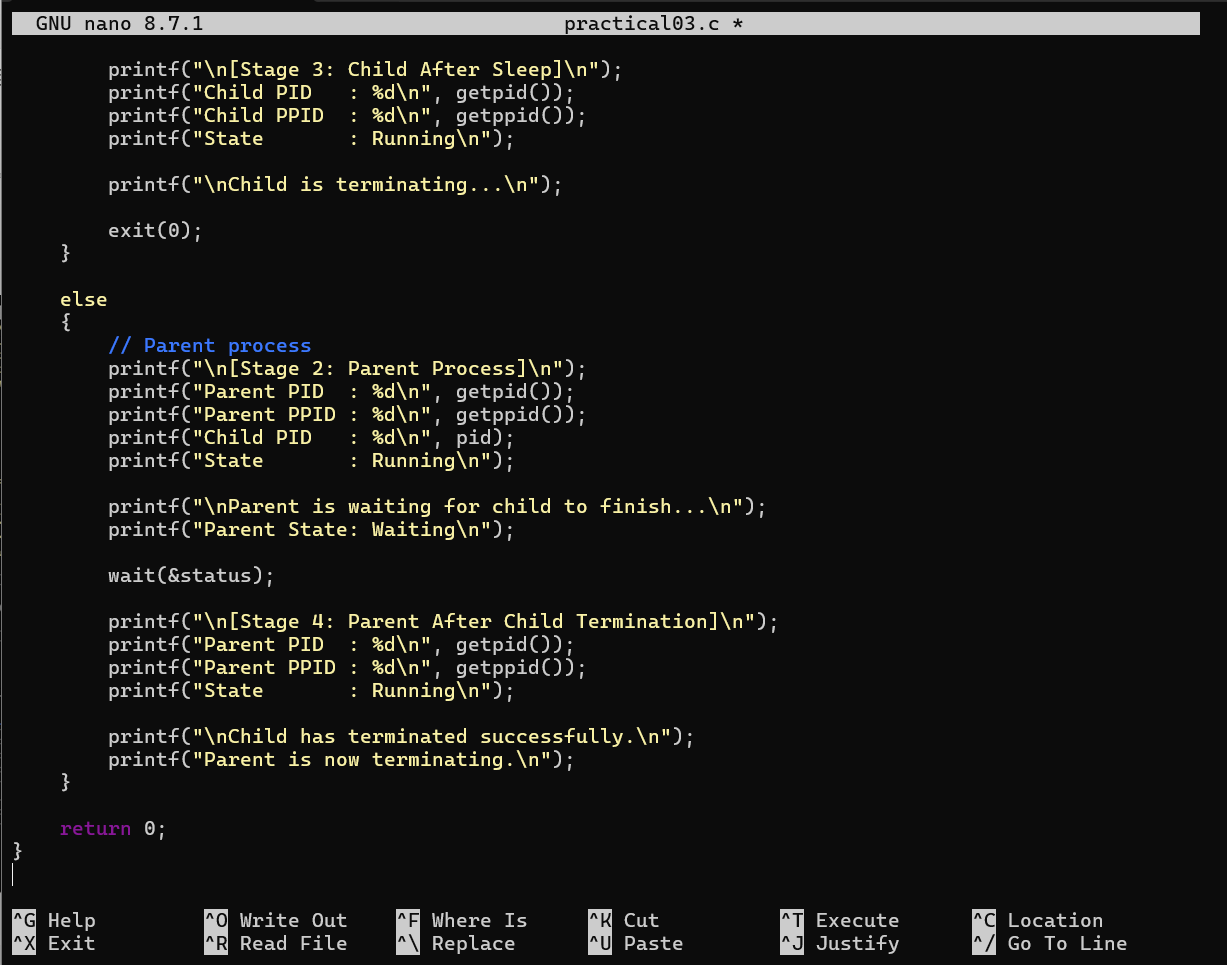 GNU nano 8.7.1 practical03.c *
printf("\n[Stage 3: Child After Sleep]\n");
printf("Child PID   : %d\n", getpid());
printf("Child PPID  : %d\n", getppid());
printf("State       : Running\n");
printf("\nChild is terminating...\n");
exit(0);
}
else
{
// Parent process
printf("\n[Stage 2: Parent Process]\n");
printf("Parent PID  : %d\n", getpid());
printf("Parent PPID : %d\n", getppid());
printf("Child PID   : %d\n", pid);
printf("State       : Running\n");
printf("\nParent is waiting for child to finish...\n");
printf("Parent State: Waiting\n");
wait(&status);
printf("\n[Stage 4: Parent After Child Termination]\n");
printf("Parent PID  : %d\n", getpid());
printf("Parent PPID : %d\n", getppid());
printf("State       : Running\n");
printf("\nChild has terminated successfully.\n");
printf("Parent is now terminating.\n");
}
return 0;
}
^G Help ^O Write Out ^F Where Is ^K Cut ^T Execute ^C Location
^X Exit ^R Read File ^\ Replace ^U Paste ^J Justify ^/ Go To Line